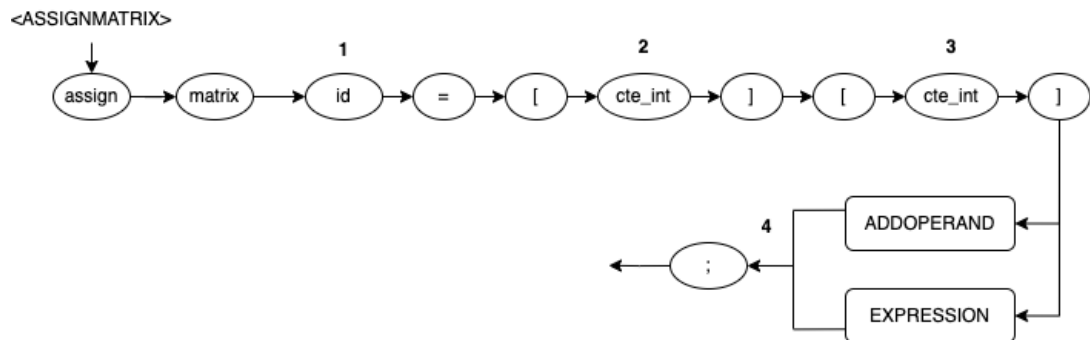 <ASSIGNMATRIX>
1 2 3
assign matrix id = [ cte_int ] [ cte_int ]
ADDOPERAND
4
;
EXPRESSION